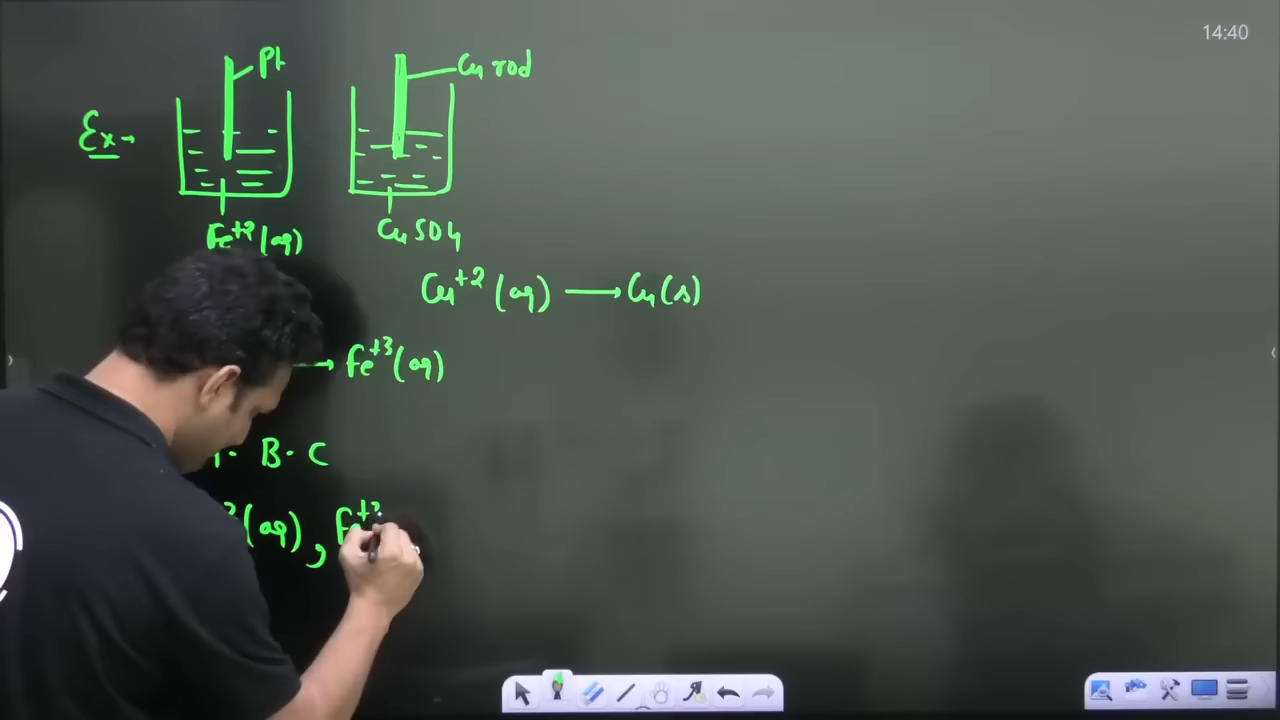 14:40
Pt
Cu rod
Ex→
Fe+2(aq)
CuSO4
Cu+2(aq) → Cu(s)
→ Fe+3(aq)
. B. C
(aq), Fe+